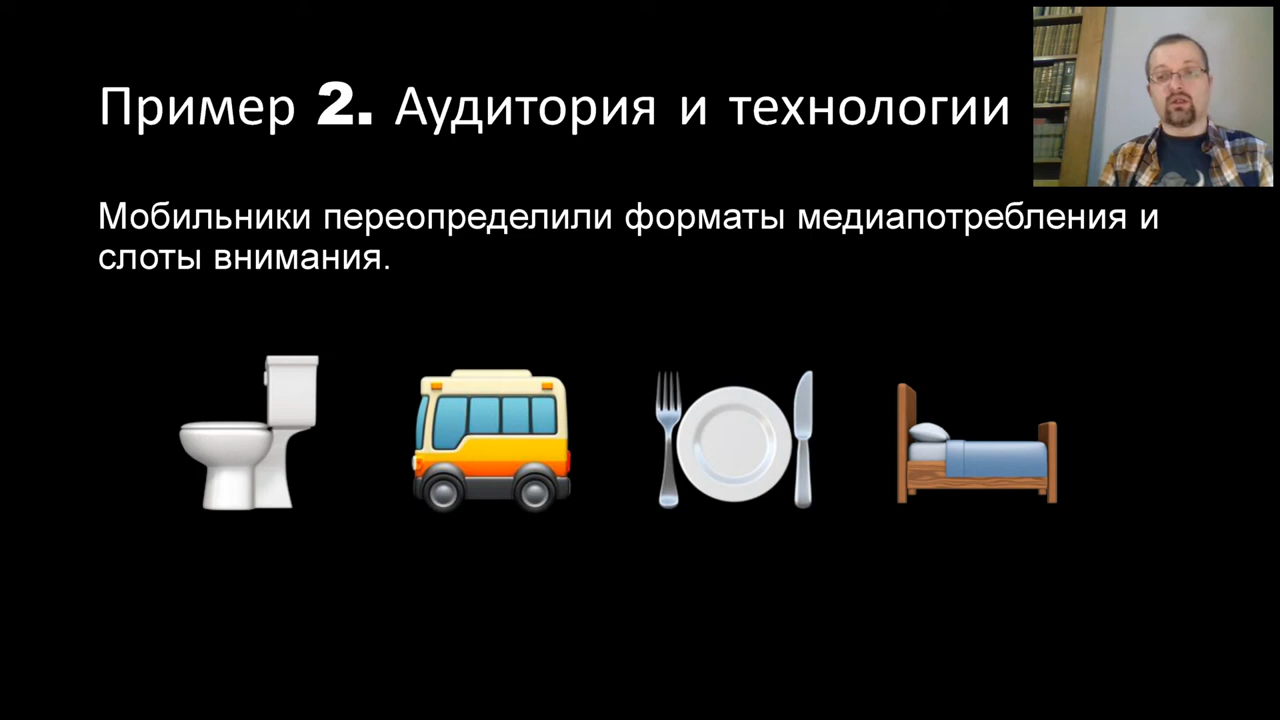 Пример 2. Аудитория и технологии
Мобильники переопределили форматы медиапотребления и
слоты внимания.